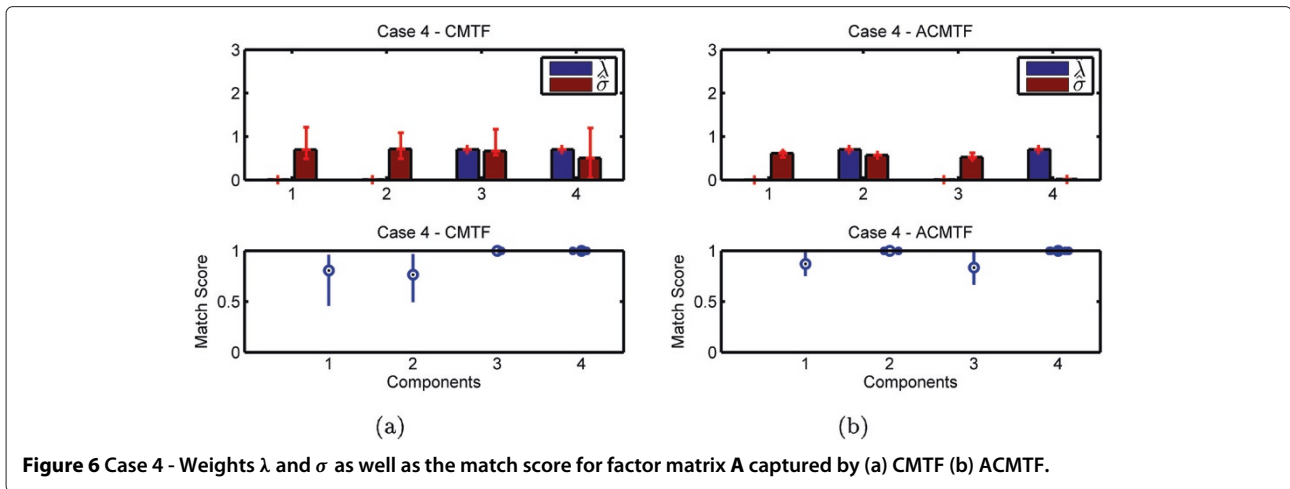 Case 4 - CMTF
3
2
1
0
λ̂
σ̂
1 2 3 4
Case 4 - CMTF
Match Score
1
0.5
0
1 2 3 4
Components
(a)
Case 4 - ACMTF
3
2
1
0
λ̂
σ̂
1 2 3 4
Case 4 - ACMTF
Match Score
1
0.5
0
1 2 3 4
Components
(b)
Figure 6 Case 4 - Weights λ and σ as well as the match score for factor matrix A captured by (a) CMTF (b) ACMTF.